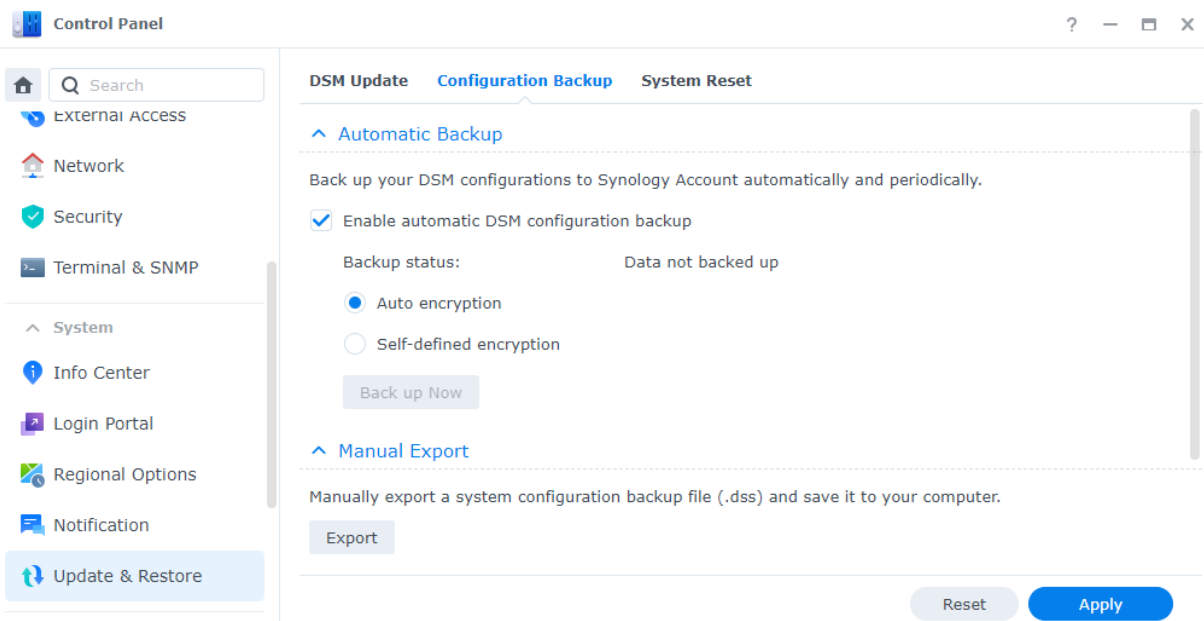 Control Panel
?
Search
External Access
Network
Security
Terminal & SNMP
System
Info Center
Login Portal
Regional Options
Notification
Update & Restore
DSM Update Configuration Backup System Reset
Automatic Backup
Back up your DSM configurations to Synology Account automatically and periodically.
Enable automatic DSM configuration backup
Backup status: Data not backed up
Auto encryption
Self-defined encryption
Back up Now
Manual Export
Manually export a system configuration backup file (.dss) and save it to your computer.
Export
Reset Apply